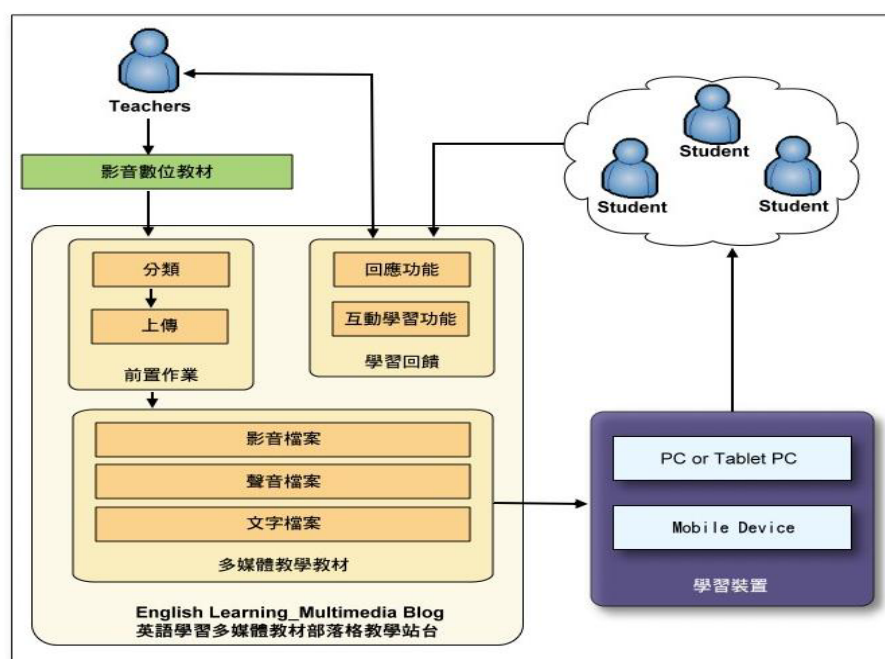 Teachers
Student
Student
Student
影音數位教材
分類
上傳
前置作業
回應功能
互動學習功能
學習回饋
影音檔案
聲音檔案
文字檔案
多媒體教學教材
PC or Tablet PC
Mobile Device
學習裝置
English Learning_Multimedia Blog
英語學習多媒體教材部落格教學站台